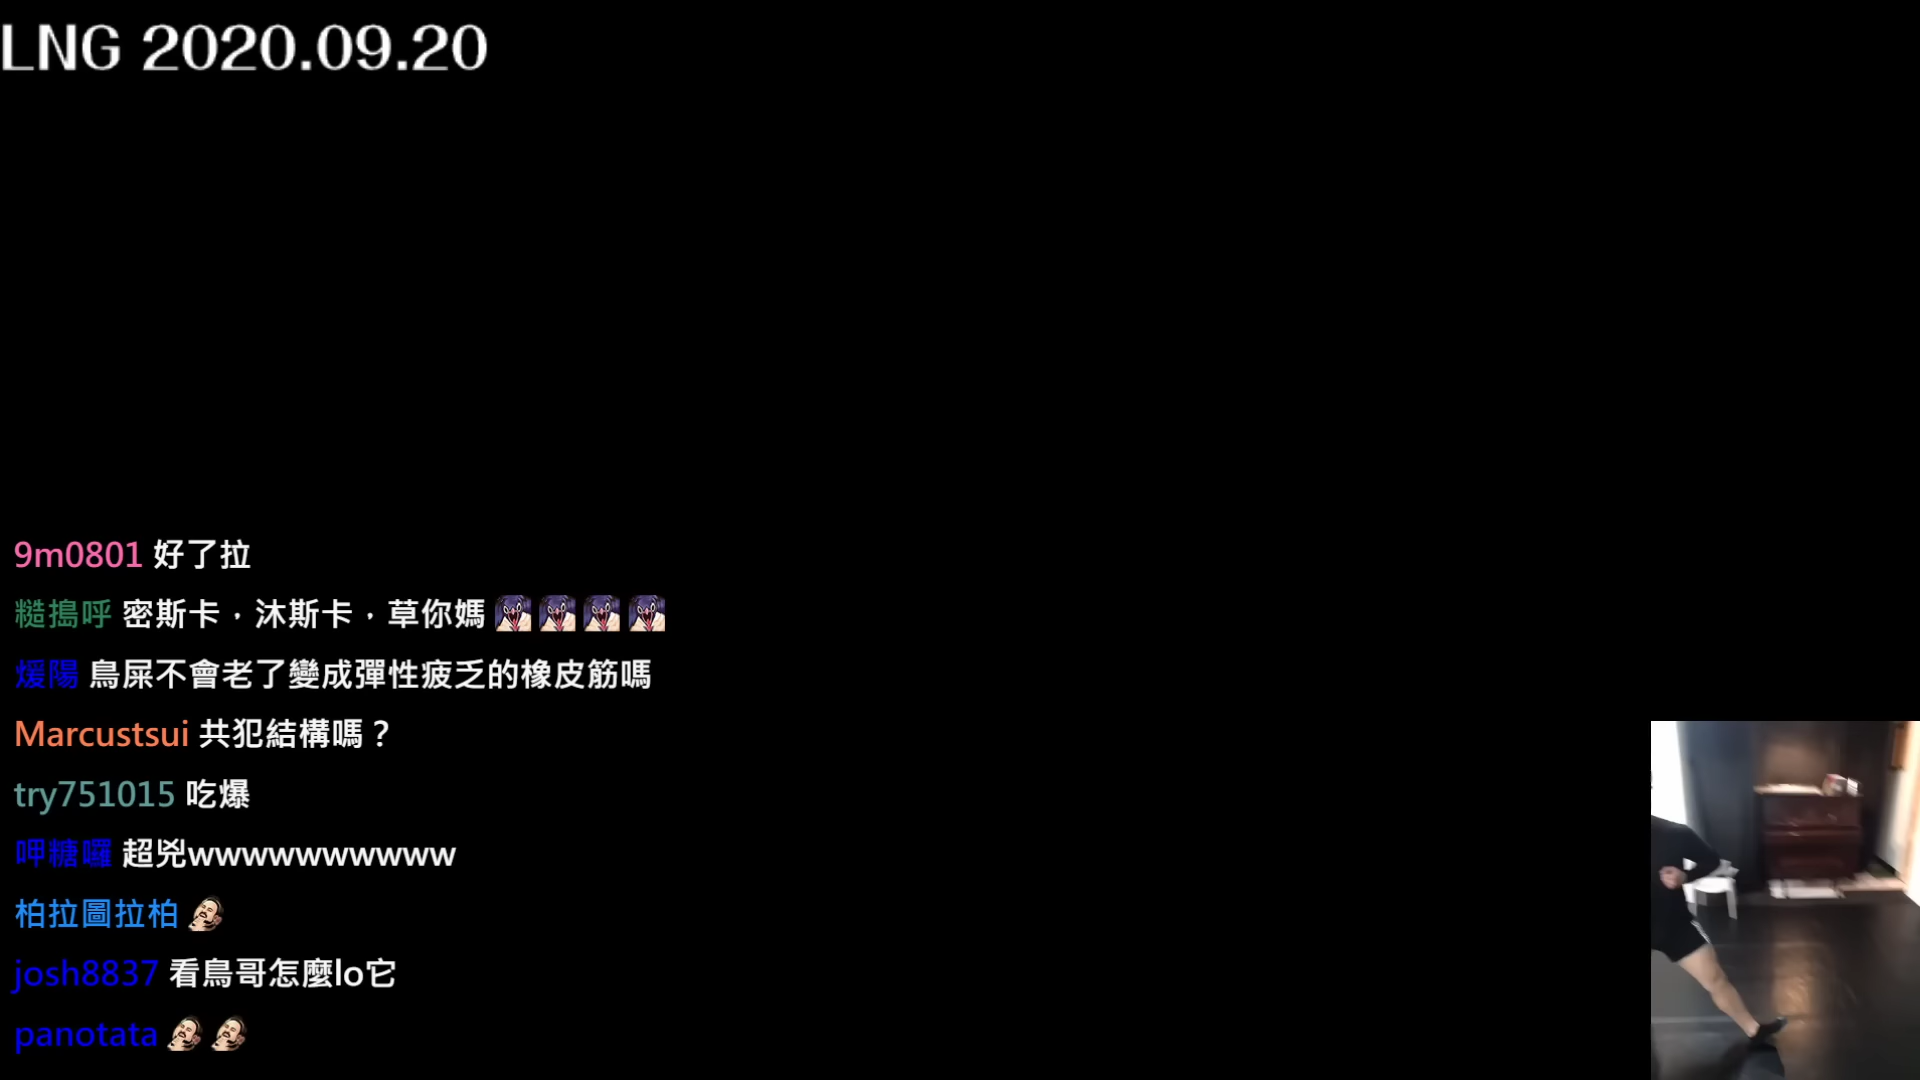 LNG 2020.09.20
9m0801 好了拉
糙搗呼 密斯卡，沐斯卡，草你媽
煖陽 鳥屎不會老了變成彈性疲乏的橡皮筋嗎
Marcustsui 共犯結構嗎？
try751015 吃爆
呷糖囉 超兇wwwwwwwwww
柏拉圖拉柏
josh8837 看鳥哥怎麼lo它
panotata